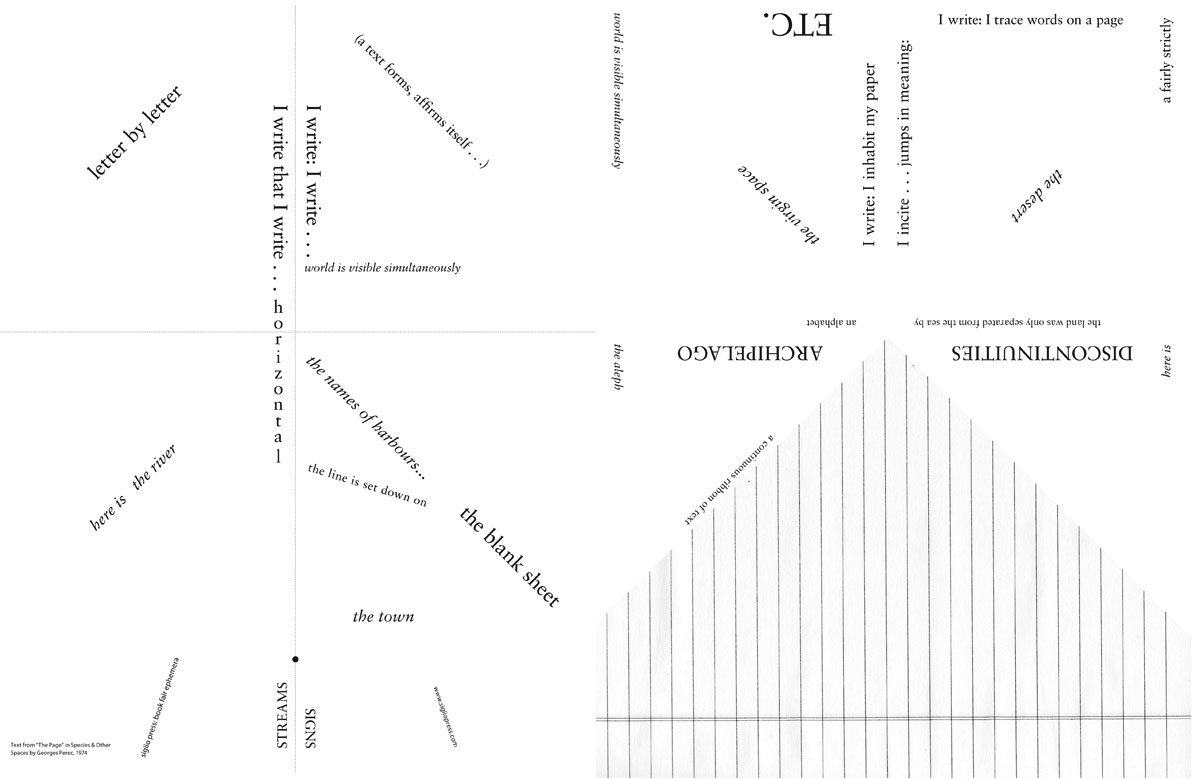 letter by letter
(a text forms, affirms itself . . .)
I write: I write . . .
I write that I write . . . horizontal
world is visible simultaneously
the names of harbours...
the line is set down on
the blank sheet
here is the river
the town
siglio press: book fair ephemera
STREAMS
SIGNS
www.sigliopress.com
Text from "The Page" in Species & Other
Spaces by Georges Perec, 1974
world is visible simultaneously
ETC.
I write: I trace words on a page
a fairly strictly
I write: I inhabit my paper
I incite . . . jumps in meaning:
the virgin space
the desert
an alphabet
the land was only separated from the sea by
the aleph
ARCHIPELAGO
DISCONTINUITIES
here is
a continuous ribbon of text